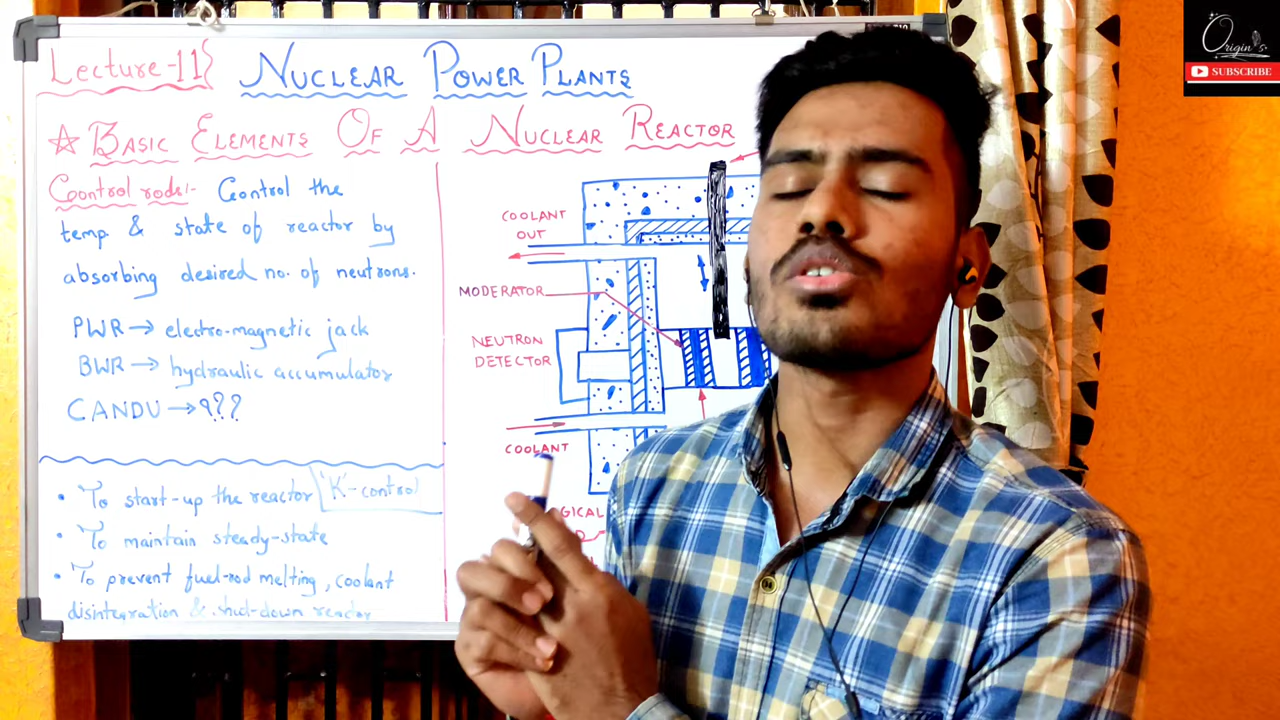 Lecture-11
NUCLEAR POWER PLANTS
BASIC ELEMENTS OF A NUCLEAR REACTOR
Control rods:- Control the
temp & state of reactor by
absorbing desired no. of neutrons.
PWR → electro-magnetic jack
BWR → hydraulic accumulator
CANDU → ???
• To start-up the reactor
'K'-control
• To maintain steady-state
• To prevent fuel-rod melting, coolant
disintegration & shut-down reactor
COOLANT
OUT
MODERATOR
NEUTRON
DETECTOR
COOLANT
Origin's
SUBSCRIBE